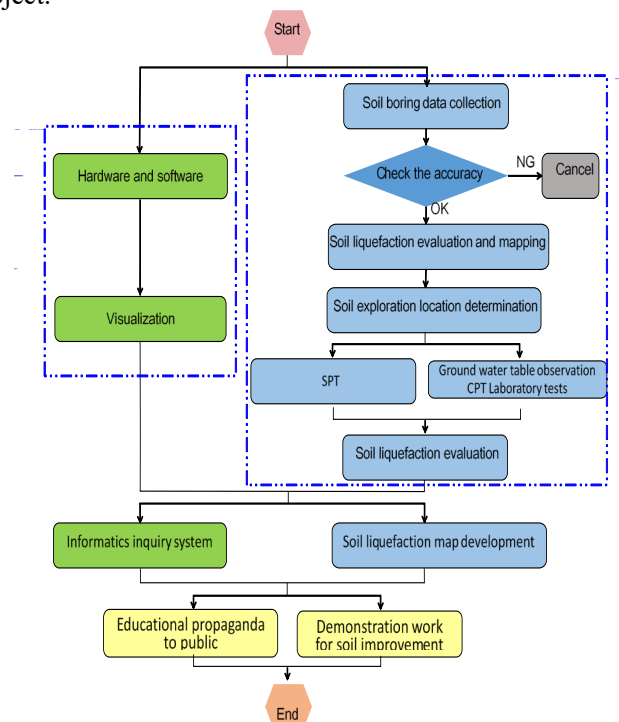 oject.
Start
Soil boring data collection
Hardware and software
Check the accuracy
NG
Cancel
OK
Soil liquefaction evaluation and mapping
Soil exploration location determination
Visualization
SPT
Ground water table observation
CPT Laboratory tests
Soil liquefaction evaluation
Informatics inquiry system
Soil liquefaction map development
Educational propaganda
to public
Demonstration work
for soil improvement
End